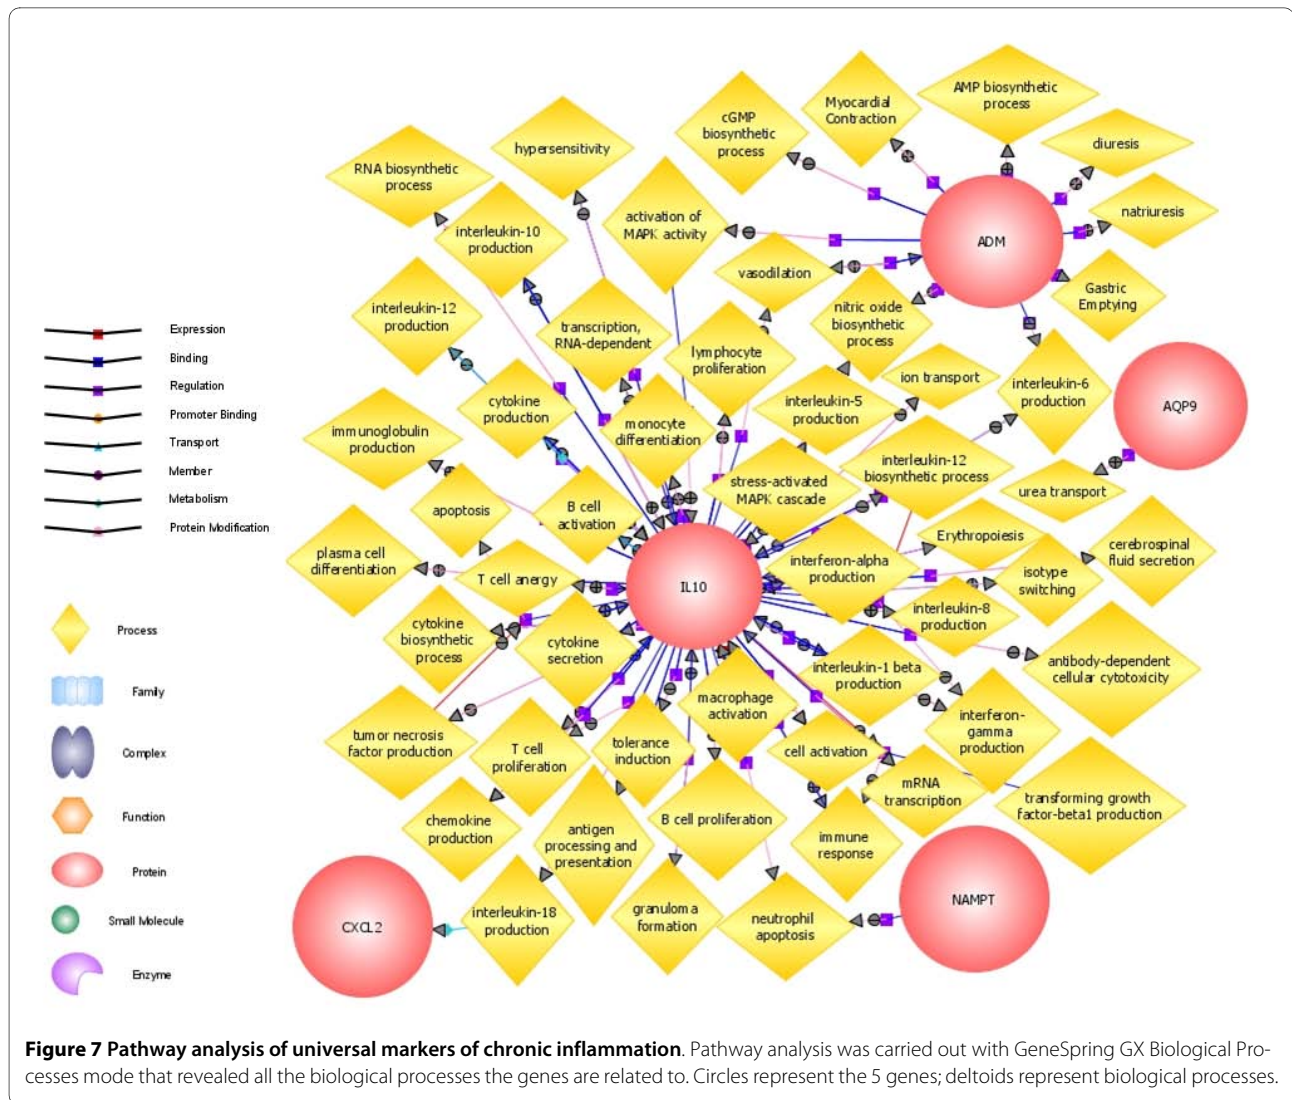 AMP biosynthetic
process
Myocardial
Contraction
cGMP
biosynthetic
process
diuresis
hypersensitivity
RNA biosynthetic
process
natriuresis
activation of
MAPK activity
interleukin-10
production
ADM
vasodilation
Gastric
Emptying
interleukin-12
production
nitric oxide
biosynthetic
process
transcription,
RNA-dependent
lymphocyte
proliferation
ion transport
interleukin-6
production
AQP9
cytokine
production
interleukin-5
production
monocyte
differentiation
immunoglobulin
production
interleukin-12
biosynthetic process
stress-activated
MAPK cascade
urea transport
apoptosis
B cell
activation
Erythropoiesis
cerebrospinal
fluid secretion
plasma cell
differentiation
T cell anergy
IL10
interferon-alpha
production
isotype
switching
interleukin-8
production
cytokine
biosynthetic
process
cytokine
secretion
interleukin-1 beta
production
antibody-dependent
cellular cytotoxicity
macrophage
activation
interferon-
gamma
production
tumor necrosis
factor production
T cell
proliferation
tolerance
induction
cell activation
mRNA
transcription
transforming growth
factor-beta1 production
chemokine
production
antigen
processing and
presentation
B cell proliferation
immune
response
NAMPT
CXCL2
interleukin-18
production
granuloma
formation
neutrophil
apoptosis
Expression
Binding
Regulation
Promoter Binding
Transport
Member
Metabolism
Protein Modification
Process
Family
Complex
Function
Protein
Small Molecule
Enzyme
Figure 7 Pathway analysis of universal markers of chronic inflammation. Pathway analysis was carried out with GeneSpring GX Biological Pro-
cesses mode that revealed all the biological processes the genes are related to. Circles represent the 5 genes; deltoids represent biological processes.